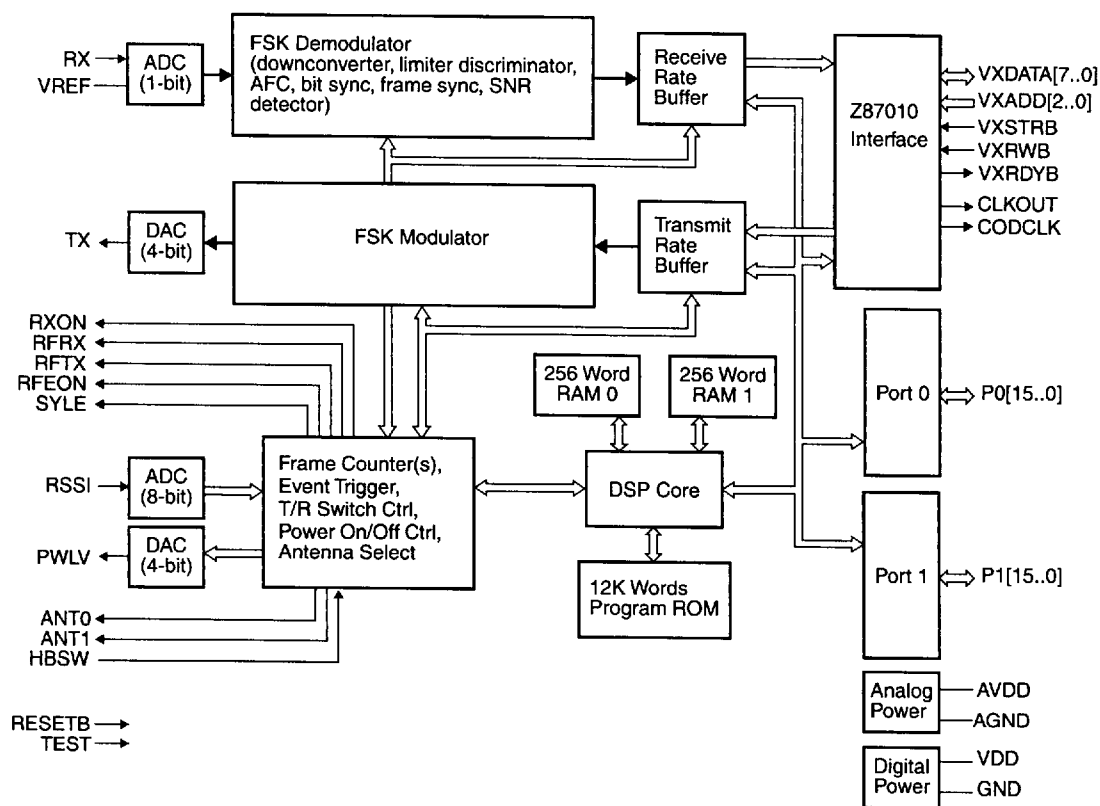 RX
VREF
ADC
(1-bit)
FSK Demodulator
(downconverter, limiter discriminator,
AFC, bit sync, frame sync, SNR
detector)
Receive
Rate
Buffer
Z87010
Interface
VXDATA[7..0]
VXADD[2..0]
VXSTRB
VXRWB
VXRDYB
CLKOUT
CODCLK
TX
DAC
(4-bit)
FSK Modulator
Transmit
Rate
Buffer
RXON
RFRX
RFTX
RFEON
SYLE
256 Word
RAM 0
256 Word
RAM 1
Port 0
P0[15..0]
RSSI
ADC
(8-bit)
PWLV
DAC
(4-bit)
Frame Counter(s),
Event Trigger,
T/R Switch Ctrl,
Power On/Off Ctrl,
Antenna Select
DSP Core
12K Words
Program ROM
Port 1
P1[15..0]
ANT0
ANT1
HBSW
RESETB
TEST
Analog
Power
AVDD
AGND
Digital
Power
VDD
GND